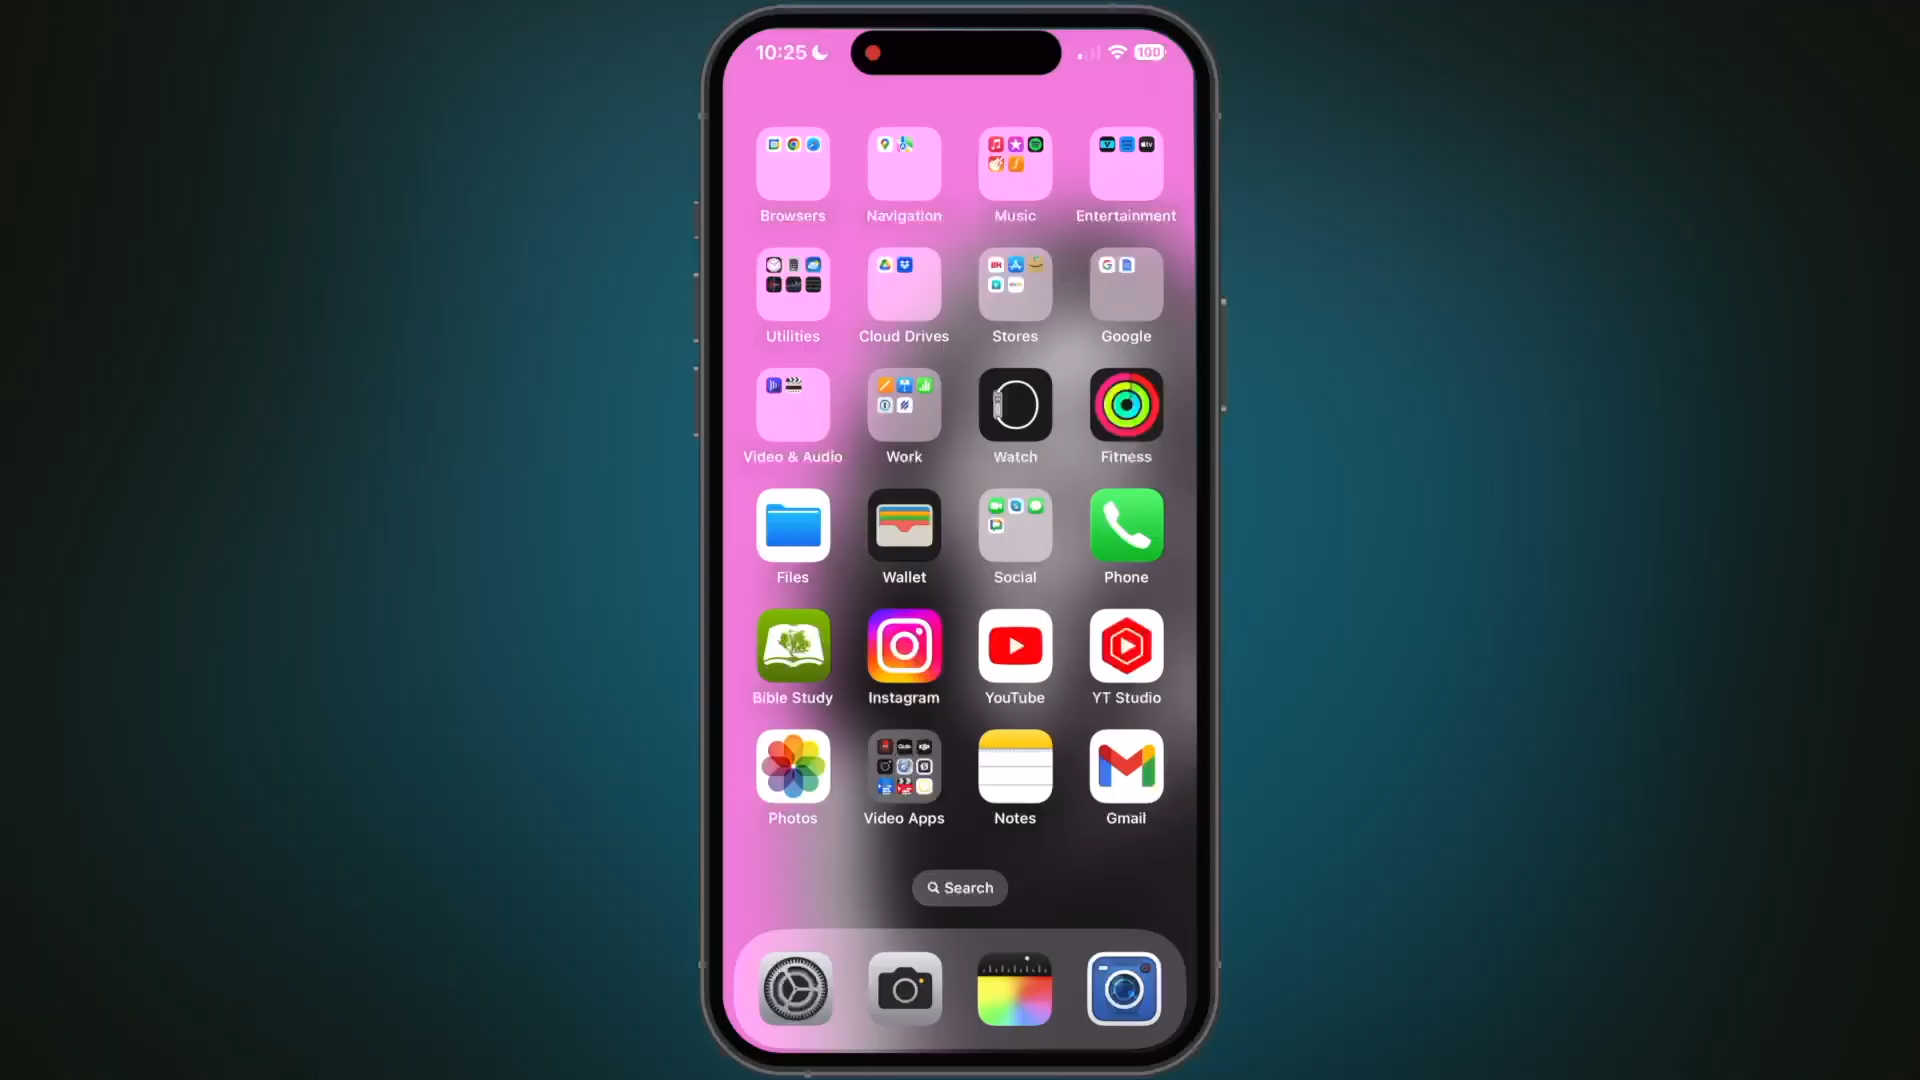 10:25
100
Browsers Navigation Music Entertainment
Utilities Cloud Drives Stores Google
Video & Audio Work Watch Fitness
Files Wallet Social Phone
Bible Study Instagram YouTube YT Studio
Photos Video Apps Notes Gmail
Search